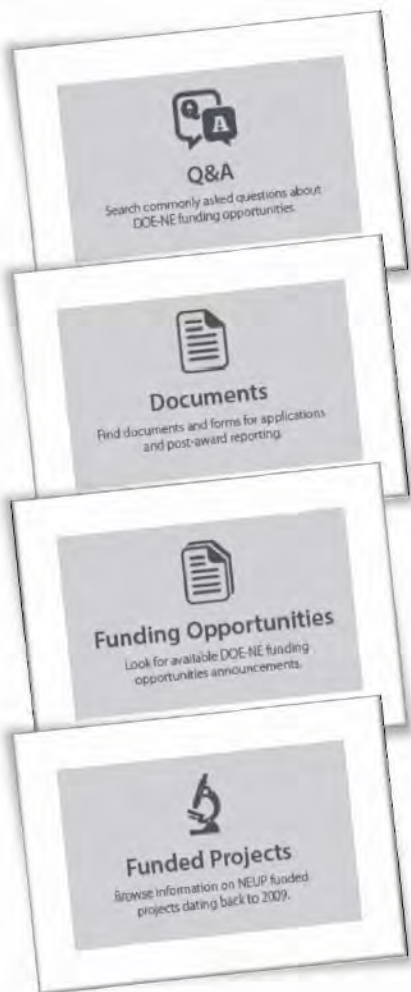 Q A
Q&A
Search commonly asked questions about
DOE-NE funding opportunities.
Documents
Find documents and forms for applications
and post-award reporting.
Funding Opportunities
Look for available DOE-NE funding
opportunities announcements.
Funded Projects
Browse information on NEUP funded
projects dating back to 2009.